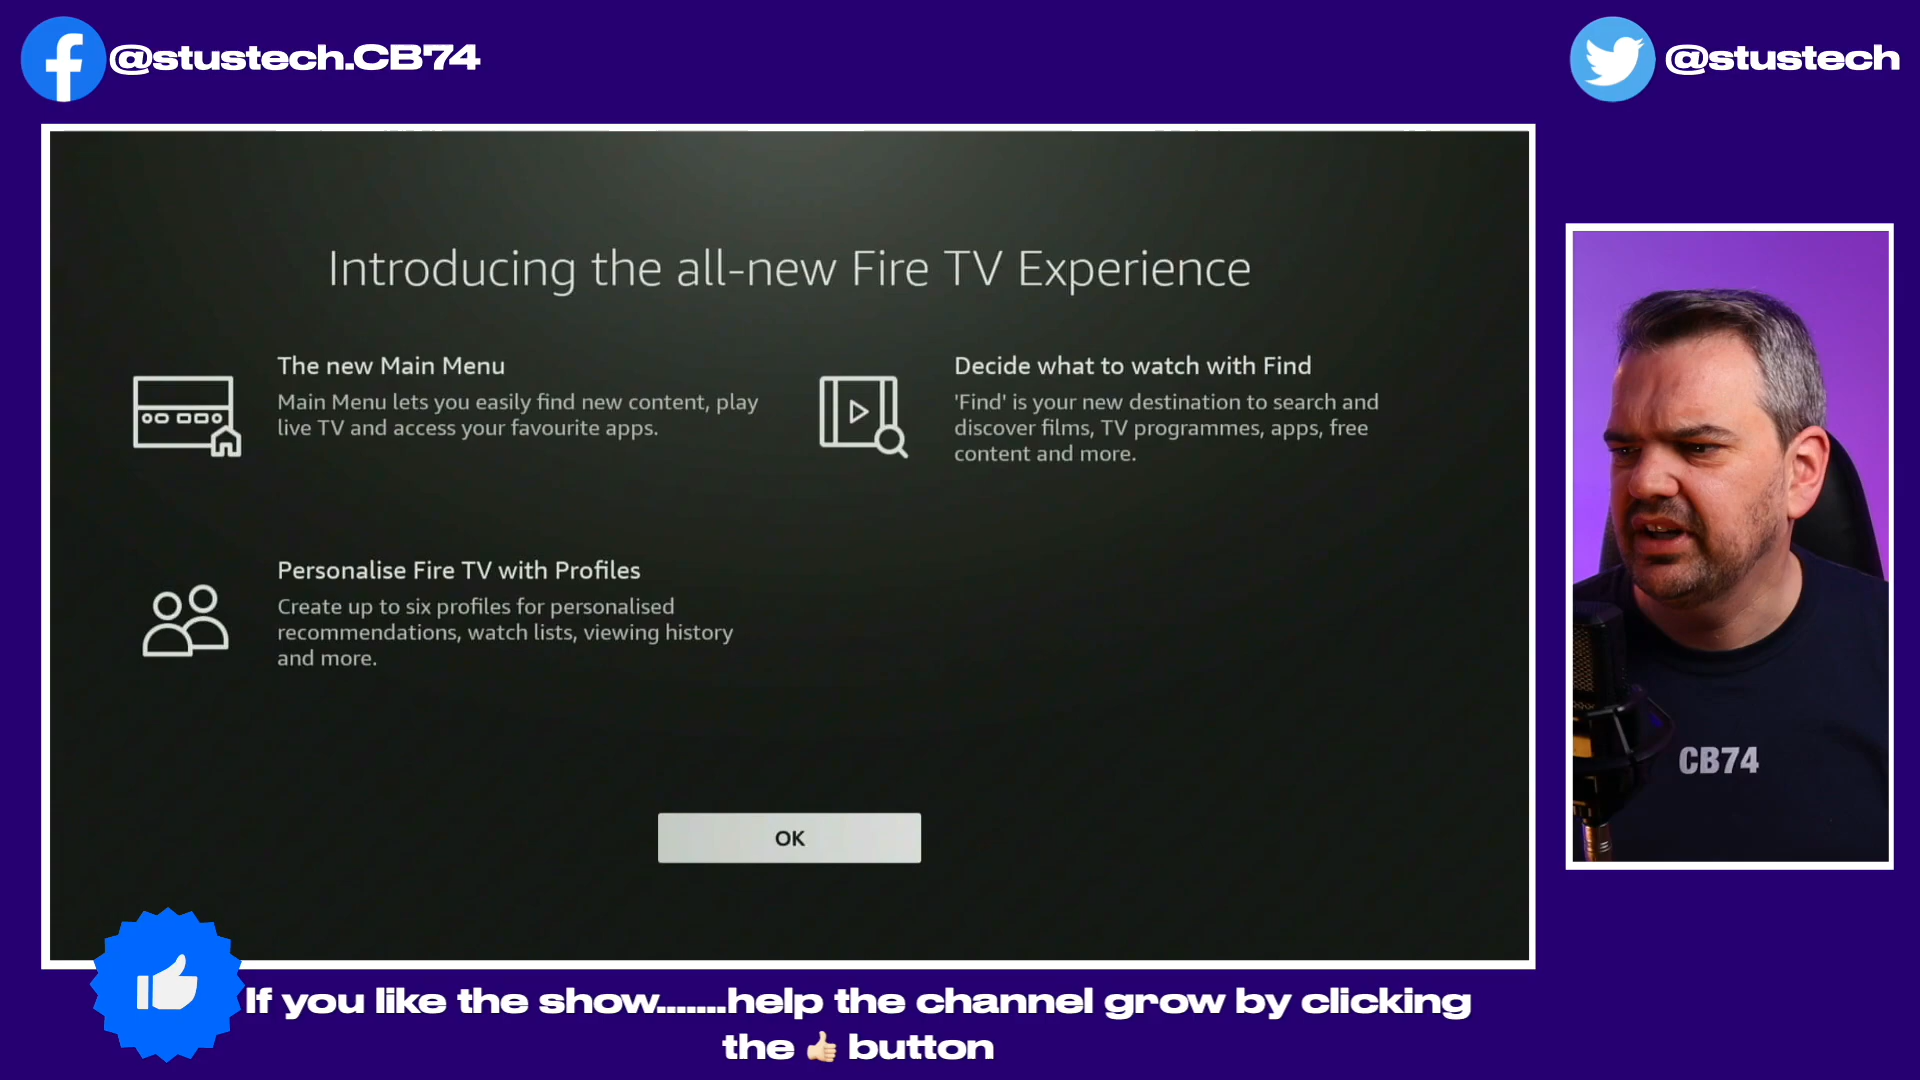 @stustech.CB74
@stustech
Introducing the all-new Fire TV Experience
The new Main Menu
Main Menu lets you easily find new content, play
live TV and access your favourite apps.
Decide what to watch with Find
'Find' is your new destination to search and
discover films, TV programmes, apps, free
content and more.
Personalise Fire TV with Profiles
Create up to six profiles for personalised
recommendations, watch lists, viewing history
and more.
OK
CB74
If you like the show.......help the channel grow by clicking
the 👍🏻 button